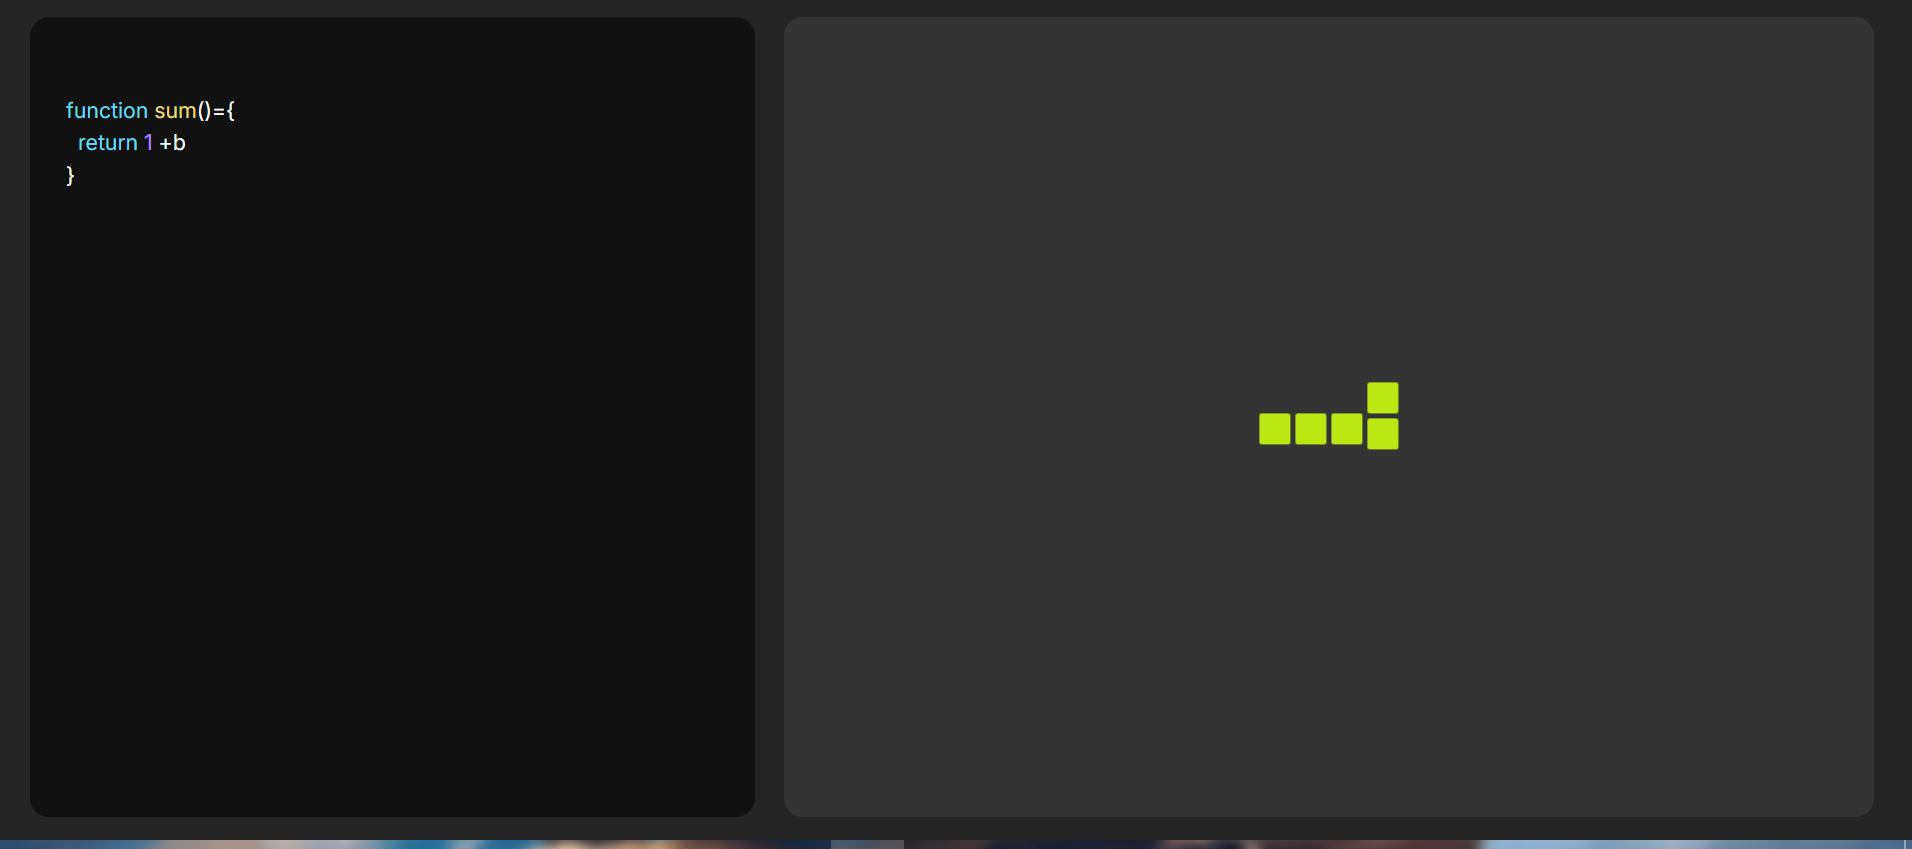 function sum()={
return 1 +b
}